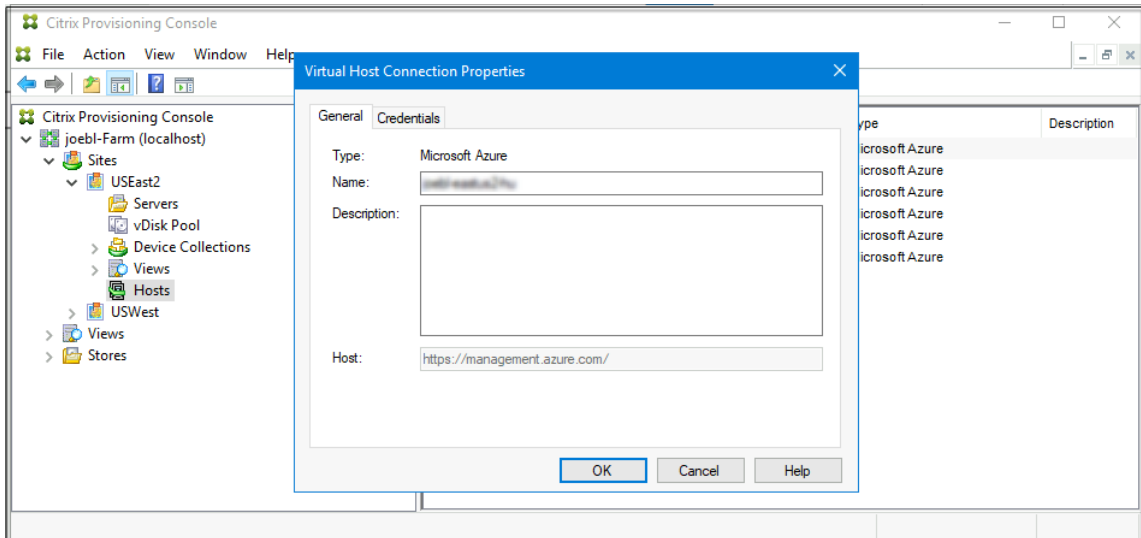 Citrix Provisioning Console
File Action View Window Help
Virtual Host Connection Properties
Citrix Provisioning Console
joebl-Farm (localhost)
Sites
USEast2
Servers
vDisk Pool
Device Collections
Views
Hosts
USWest
Views
Stores
General Credentials
Type: Microsoft Azure
Name:
Description:
Host: https://management.azure.com/
OK Cancel Help
ype Description
icrosoft Azure
icrosoft Azure
icrosoft Azure
icrosoft Azure
icrosoft Azure
icrosoft Azure